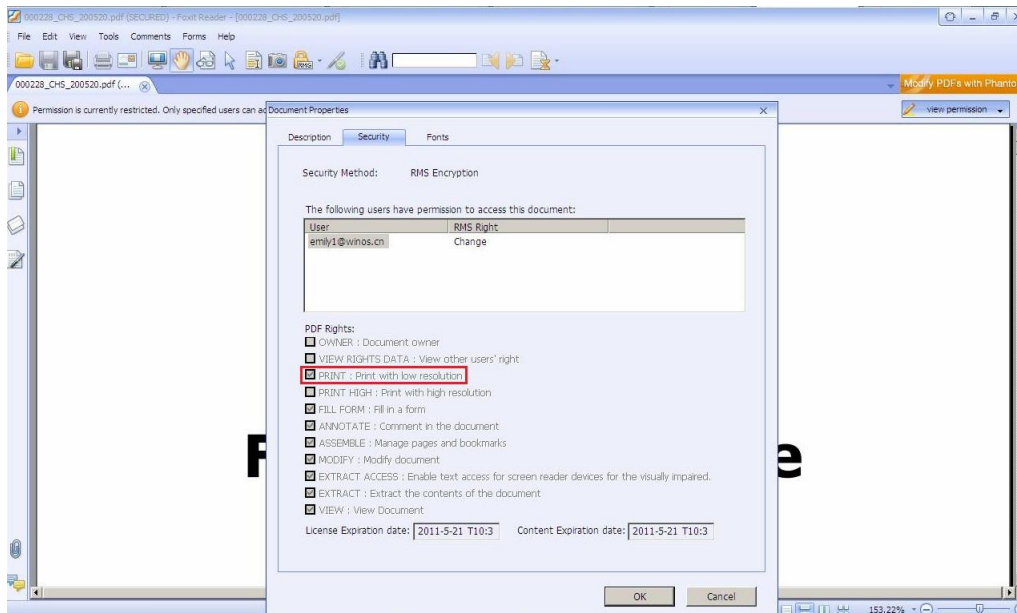 000228_CHS_200520.pdf (SECURED) - Foxit Reader - [000228_CHS_200520.pdf]
File Edit View Tools Comments Forms Help
000228_CHS_200520.pdf (...
Modify PDFs with Phanto
Permission is currently restricted. Only specified users can ac
view permission
Document Properties
Description Security Fonts
Security Method: RMS Encryption
The following users have permission to access this document:
User RMS Right
emily1@winos.cn Change
PDF Rights:
OWNER : Document owner
VIEW RIGHTS DATA : View other users' right
PRINT : Print with low resolution
PRINT HIGH : Print with high resolution
FILL FORM : Fill in a form
ANNOTATE : Comment in the document
ASSEMBLE : Manage pages and bookmarks
MODIFY : Modify document
EXTRACT ACCESS : Enable text access for screen reader devices for the visually impaired.
EXTRACT : Extract the contents of the document
VIEW : View Document
License Expiration date: 2011-5-21 T10:3 Content Expiration date: 2011-5-21 T10:3
F e
OK Cancel
153.22%